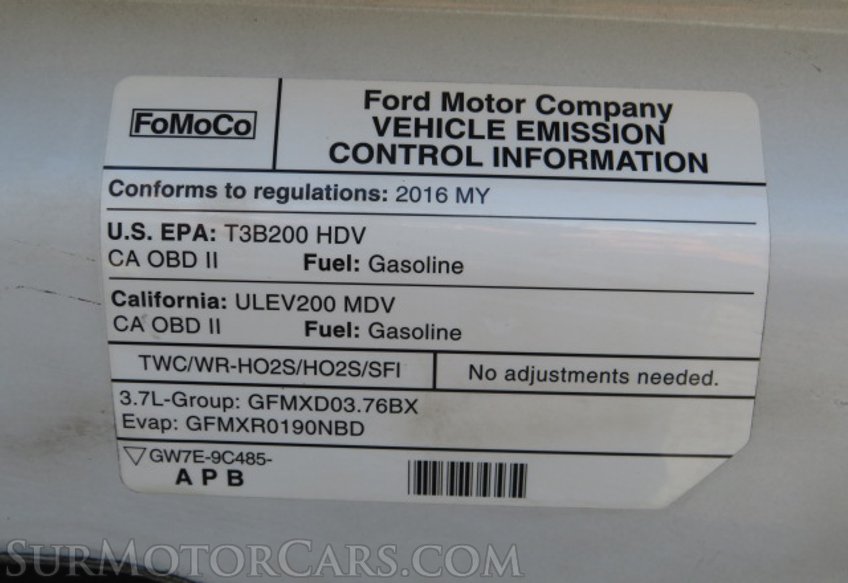 FoMoCo
Ford Motor Company
VEHICLE EMISSION
CONTROL INFORMATION
Conforms to regulations: 2016 MY
U.S. EPA: T3B200 HDV
CA OBD II Fuel: Gasoline
California: ULEV200 MDV
CA OBD II Fuel: Gasoline
TWC/WR-HO2S/HO2S/SFI No adjustments needed.
3.7L-Group: GFMXD03.76BX
Evap: GFMXR0190NBD
GW7E-9C485-
A P B
SURMOTORCARS.COM